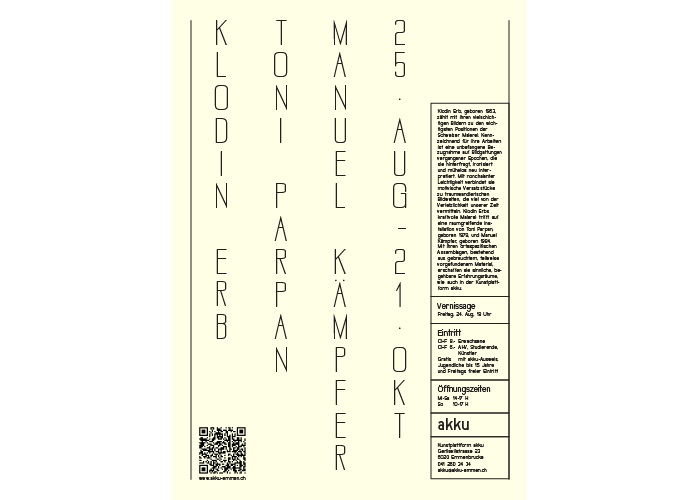 KLODIN ERB
TONI PARPAN
MANUEL KÄMPFER
25.AUG-21.OKT
Klodin Erb, geboren 1963,
zählt mit ihren vielschich-
tigen Bildern zu den wich-
tigsten Positionen der
Schweizer Malerei. Kenn-
zeichnend für ihre Arbeiten
ist eine unbefangene Be-
zugnahme auf Bildgattungen
vergangener Epochen, die
sie hinterfragt, ironisiert
und mühelos neu inter-
pretiert. Mit nonchalanter
Leichtigkeit verbindet sie
motivische Versatzstücke
zu traumwandlerischen
Bildwelten, die viel von der
Verletzlichkeit unserer Zeit
vermitteln. Klodin Erbs
kraftvolle Malerei trifft auf
eine raumgreifende Ins-
tallation von Toni Parpan,
geboren 1979, und Manuel
Kämpfer, geboren 1984.
Mit ihren ortsspezifischen
Assemblagen, bestehend
aus gebrauchtem, teilweise
vorgefundenem Material,
erschaffen sie sinnliche, be-
gehbare Erfahrungsräume,
wie auch in der Kunstplatt-
form akku.
Vernissage
Freitag, 24. Aug. 19 Uhr
Eintritt
CHF 8.- Erwachsene
CHF 6.- AHV, Studierende,
Künstler
Gratis mit akku-Ausweis,
Jugendliche bis 15 Jahre
und Freitags freier Eintritt
Öffnungszeiten
Mi-Sa 14-17 H
So 10-17 H
akku
Kunstplattform akku
Gerliswilstrasse 23
6020 Emmenbrücke
041 260 34 34
akku@akku-emmen.ch
www.akku-emmen.ch